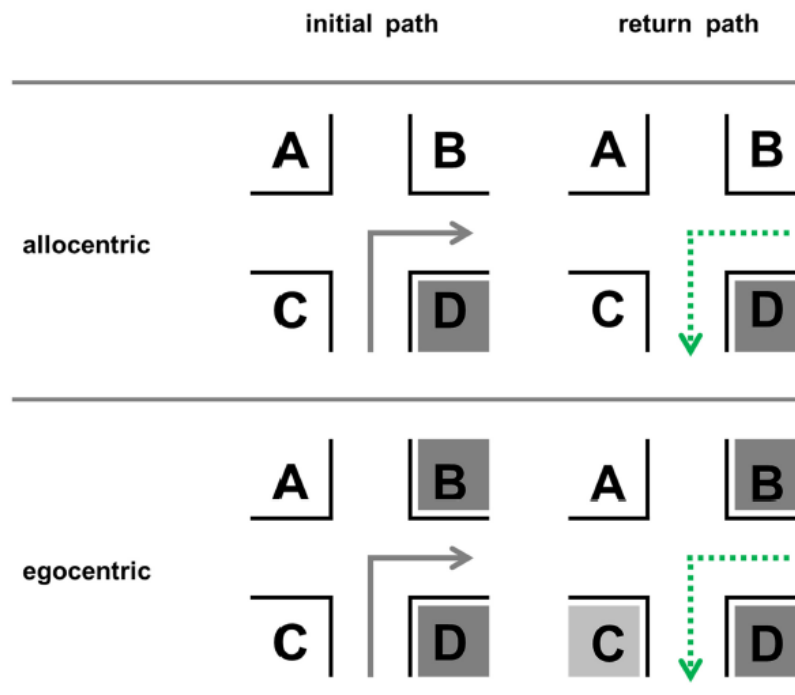 initial path return path
A B A B
allocentric
C D C D
A B A B
egocentric
C D C D